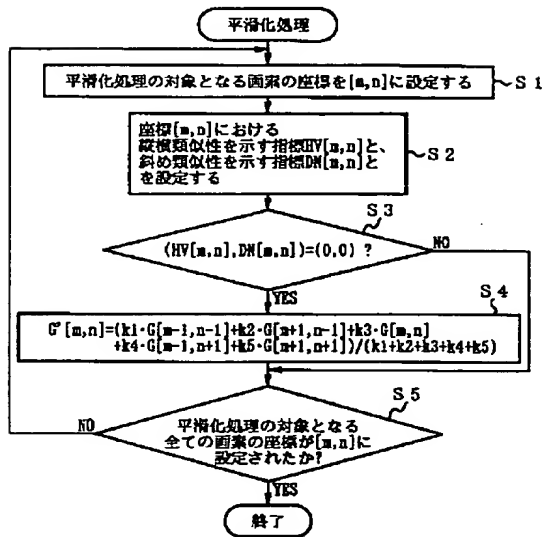 平滑化処理
平滑化処理の対象となる画素の座標を[m,n]に設定する
S1
座標[m,n]における
縦横類似性を示す指標HV[m,n]と、
斜め類似性を示す指標DN[m,n]と
を設定する
S2
S3
(HV[m,n],DN[m,n])=(0,0) ?
NO
YES
S4
G'[m,n]=(k1·G[m-1,n-1]+k2·G[m+1,n-1]+k3·G[m,n]
+k4·G[m-1,n+1]+k5·G[m+1,n+1])/(k1+k2+k3+k4+k5)
S5
平滑化処理の対象となる
全ての画素の座標が[m,n]に
設定されたか?
NO
YES
終了